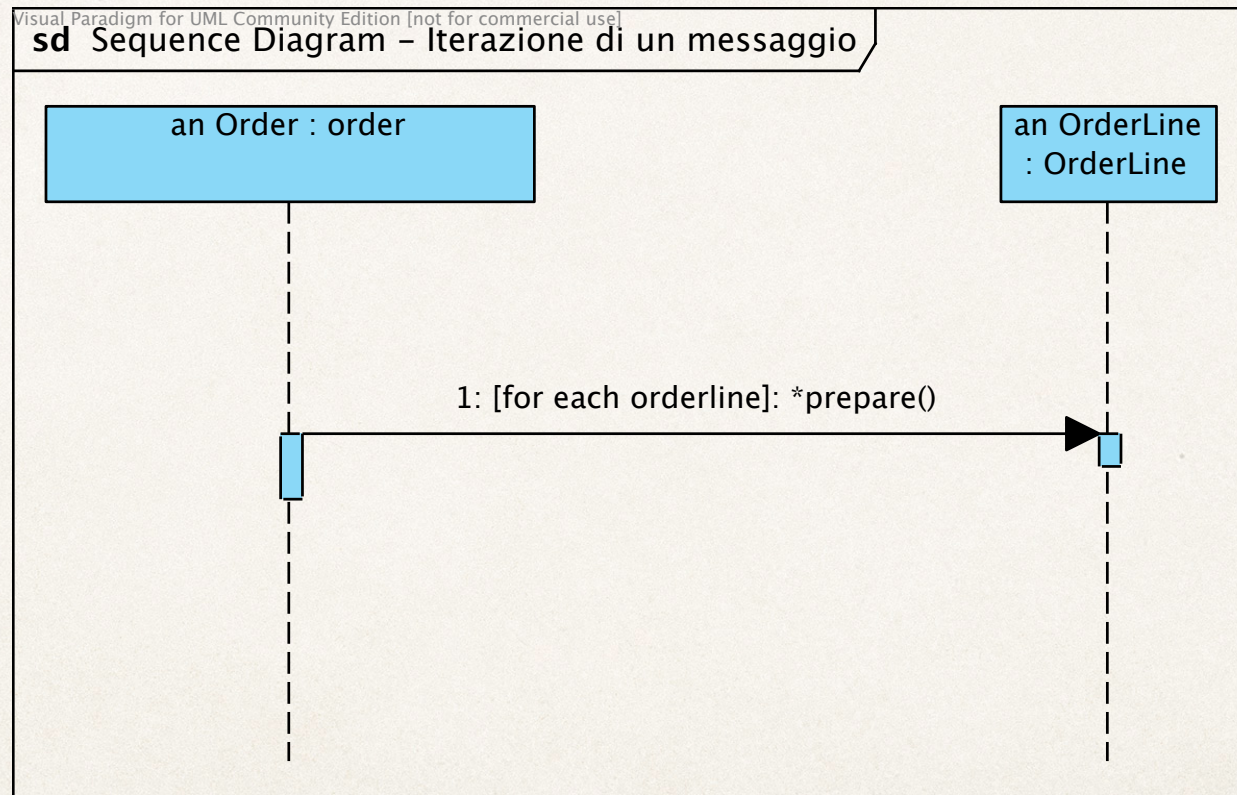 Visual Paradigm for UML Community Edition [not for commercial use]
sd Sequence Diagram – Iterazione di un messaggio
an Order : order
an OrderLine
: OrderLine
1: [for each orderline]: *prepare()